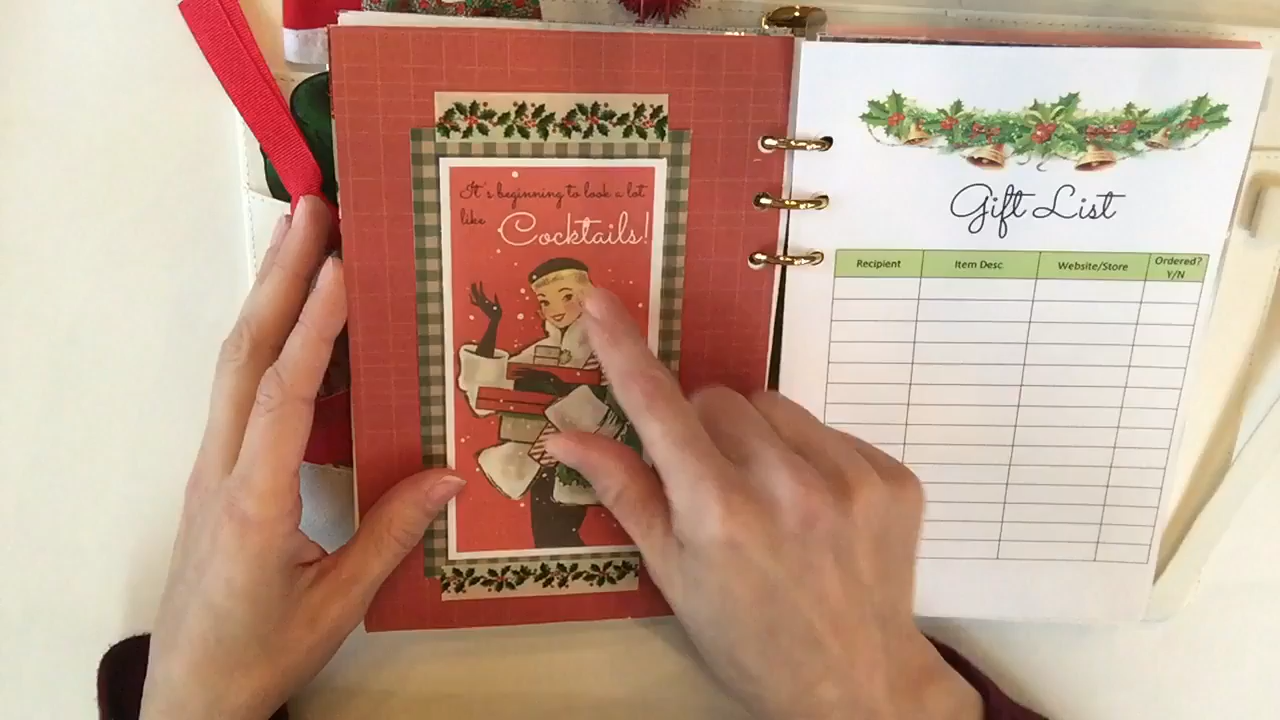 It's beginning to look a lot
like Cocktails!
Gift List
Recipient Item Desc Website/Store Ordered?
Y/N